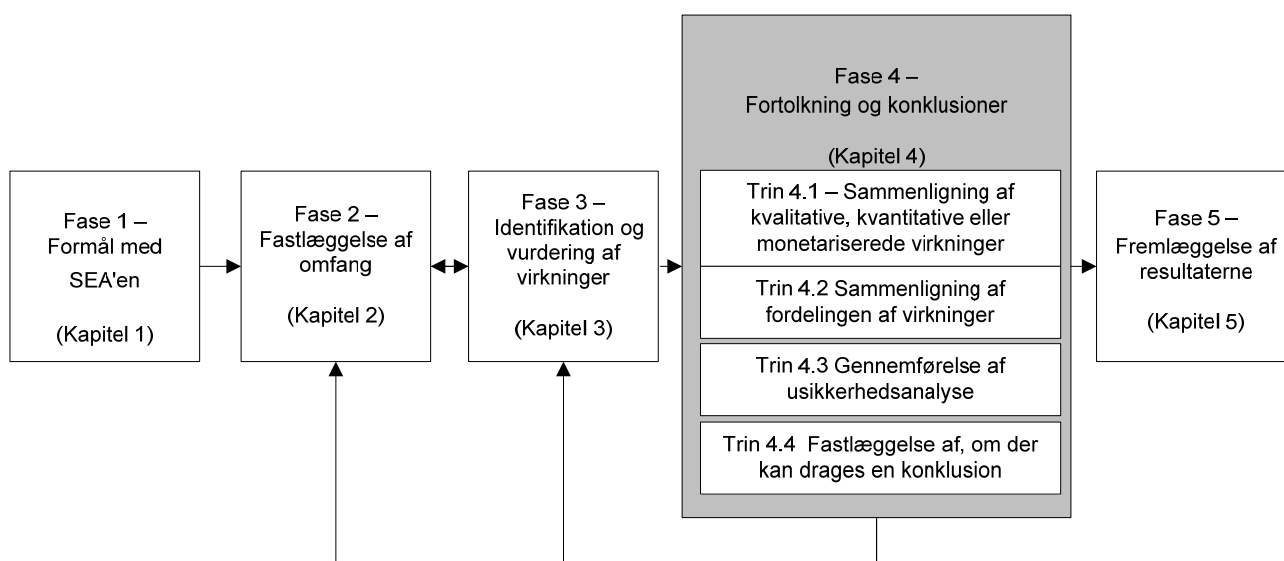 Fase 1 –
Formål med
SEA'en
(Kapitel 1)
Fase 2 –
Fastlæggelse af
omfang
(Kapitel 2)
Fase 3 –
Identifikation og
vurdering af
virkninger
(Kapitel 3)
Fase 4 –
Fortolkning og konklusioner
(Kapitel 4)
Trin 4.1 – Sammenligning af
kvalitative, kvantitative eller
monetariserede virkninger
Trin 4.2 Sammenligning af
fordelingen af virkninger
Trin 4.3 Gennemførelse af
usikkerhedsanalyse
Trin 4.4 Fastlæggelse af, om der
kan drages en konklusion
Fase 5 –
Fremlæggelse af
resultaterne
(Kapitel 5)